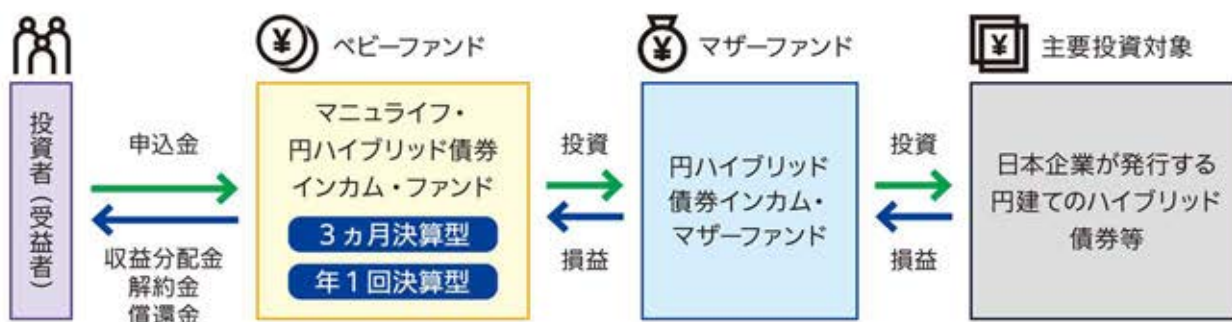 ベビーファンド
マザーファンド
主要投資対象
投資者（受益者）
申込金
収益分配金
解約金
償還金
マニュライフ・
円ハイブリッド債券
インカム・ファンド
3ヵ月決算型
年1回決算型
投資
損益
円ハイブリッド
債券インカム・
マザーファンド
投資
損益
日本企業が発行する
円建てのハイブリッド
債券等